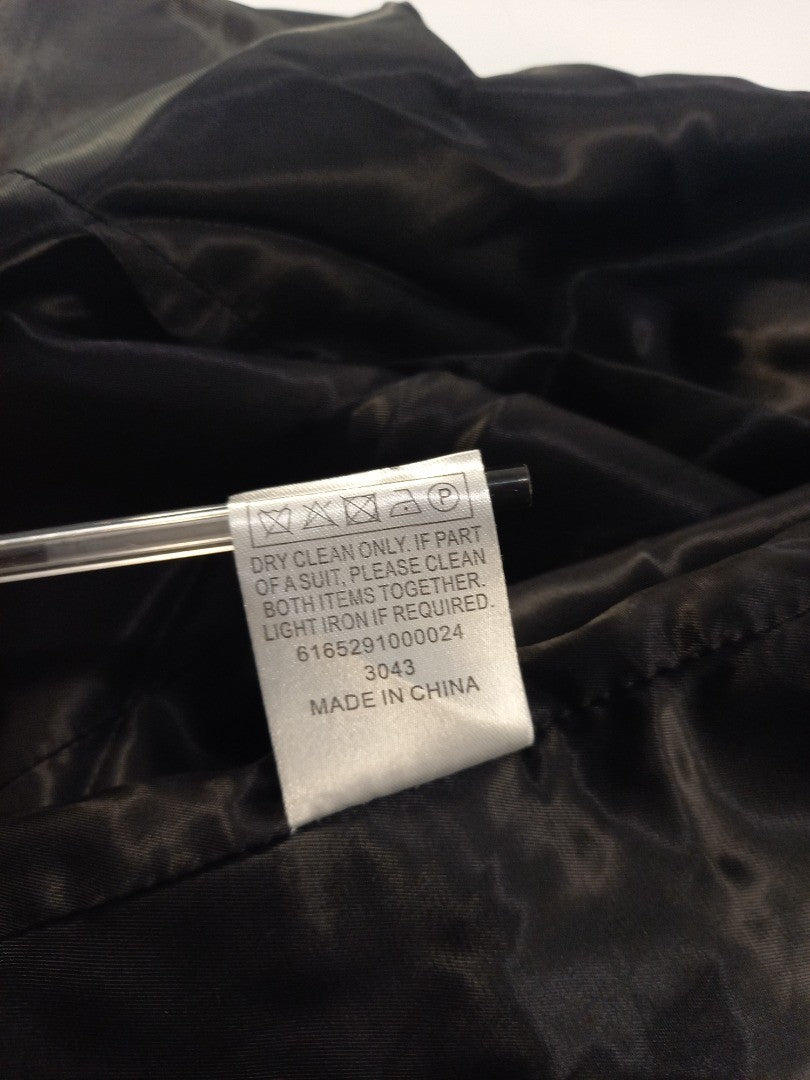 P
DRY CLEAN ONLY. IF PART
OF A SUIT, PLEASE CLEAN
BOTH ITEMS TOGETHER.
LIGHT IRON IF REQUIRED.
6165291000024
3043
MADE IN CHINA